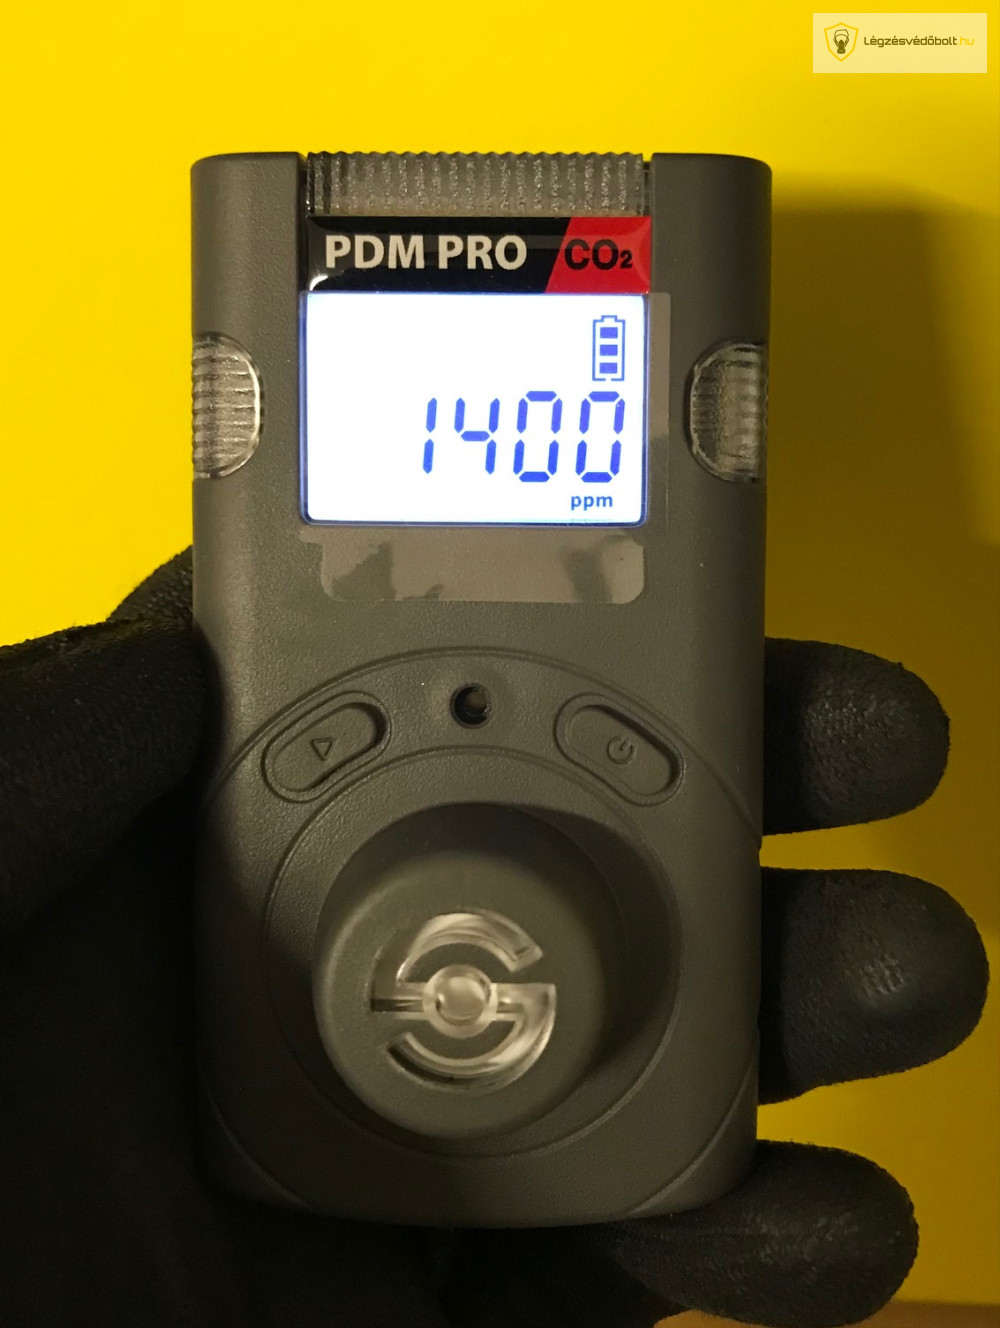 Légzésvédőbolt.hu
PDM PRO CO₂
1400
ppm